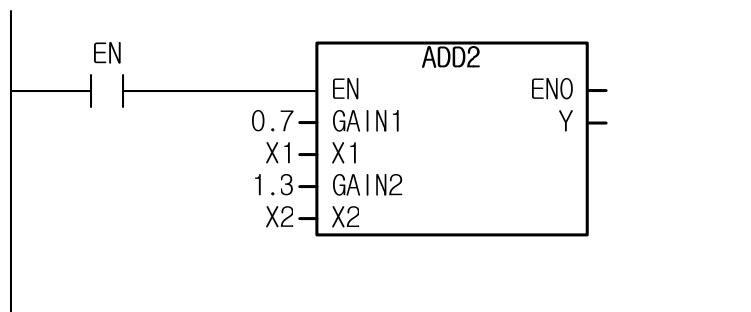 EN
ADD2
EN ENO
0.7 GAIN1 Y
X1 X1
1.3 GAIN2
X2 X2